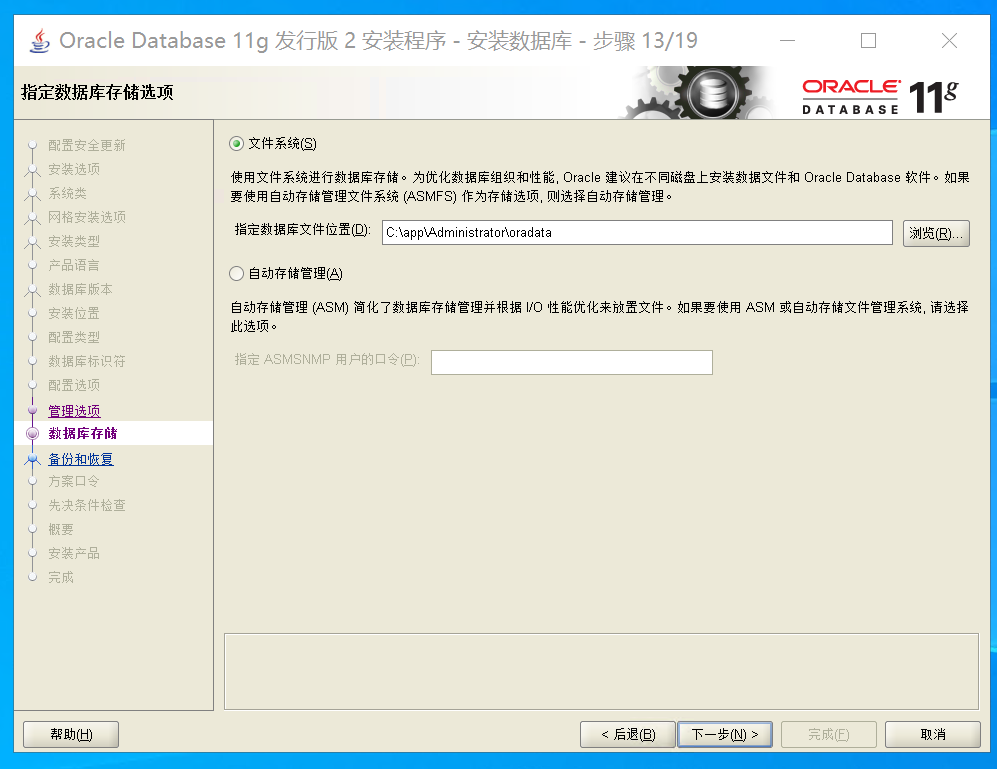 Oracle Database 11g 发行版 2 安装程序 - 安装数据库 - 步骤 13/19
指定数据库存储选项
ORACLE
DATABASE
11g
配置安全更新
安装选项
系统类
网格安装选项
安装类型
产品语言
数据库版本
安装位置
配置类型
数据库标识符
配置选项
管理选项
数据库存储
备份和恢复
方案口令
先决条件检查
概要
安装产品
完成
文件系统(S)
使用文件系统进行数据库存储。为优化数据库组织和性能, Oracle 建议在不同磁盘上安装数据文件和 Oracle Database 软件。如果
要使用自动存储管理文件系统 (ASMFS) 作为存储选项, 则选择自动存储管理。
指定数据库文件位置(D):
C:\app\Administrator\oradata
浏览(R)...
自动存储管理(A)
自动存储管理 (ASM) 简化了数据库存储管理并根据 I/O 性能优化来放置文件。如果要使用 ASM 或自动存储文件管理系统, 请选择
此选项。
指定 ASMSNMP 用户的口令(P):
帮助(H)
< 后退(B)
下一步(N) >
完成(F)
取消